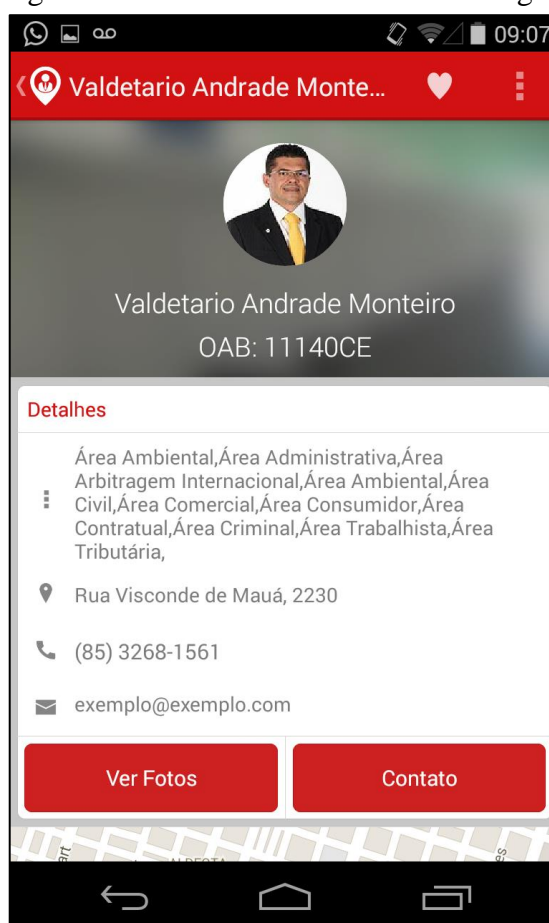 09:07
Valdetario Andrade Monte...
Valdetario Andrade Monteiro
OAB: 11140CE
Detalhes
Área Ambiental,Área Administrativa,Área
Arbitragem Internacional,Área Ambiental,Área
Civil,Área Comercial,Área Consumidor,Área
Contratual,Área Criminal,Área Trabalhista,Área
Tributária,
Rua Visconde de Mauá, 2230
(85) 3268-1561
exemplo@exemplo.com
Ver Fotos
Contato